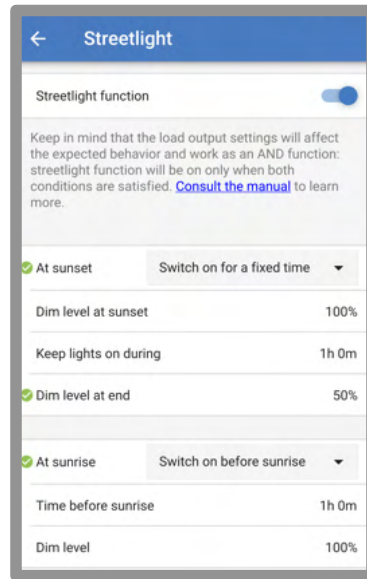 Streetlight
Streetlight function
Keep in mind that the load output settings will affect
the expected behavior and work as an AND function:
streetlight function will be on only when both
conditions are satisfied. Consult the manual to learn
more.
At sunset Switch on for a fixed time
Dim level at sunset 100%
Keep lights on during 1h 0m
Dim level at end 50%
At sunrise Switch on before sunrise
Time before sunrise 1h 0m
Dim level 100%